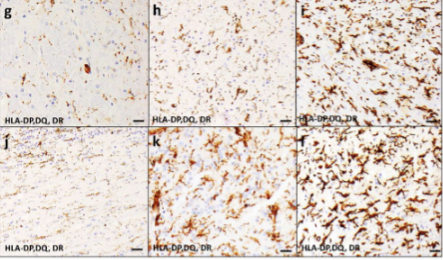 g
h
HLA-DP,DQ, DR
HLA-DP,DQ, DR
HLA-DP,DQ, DR
j
k
HLA-DP,DQ, DR
HLA-DP,DQ, DR
HLA-DP,DQ, DR